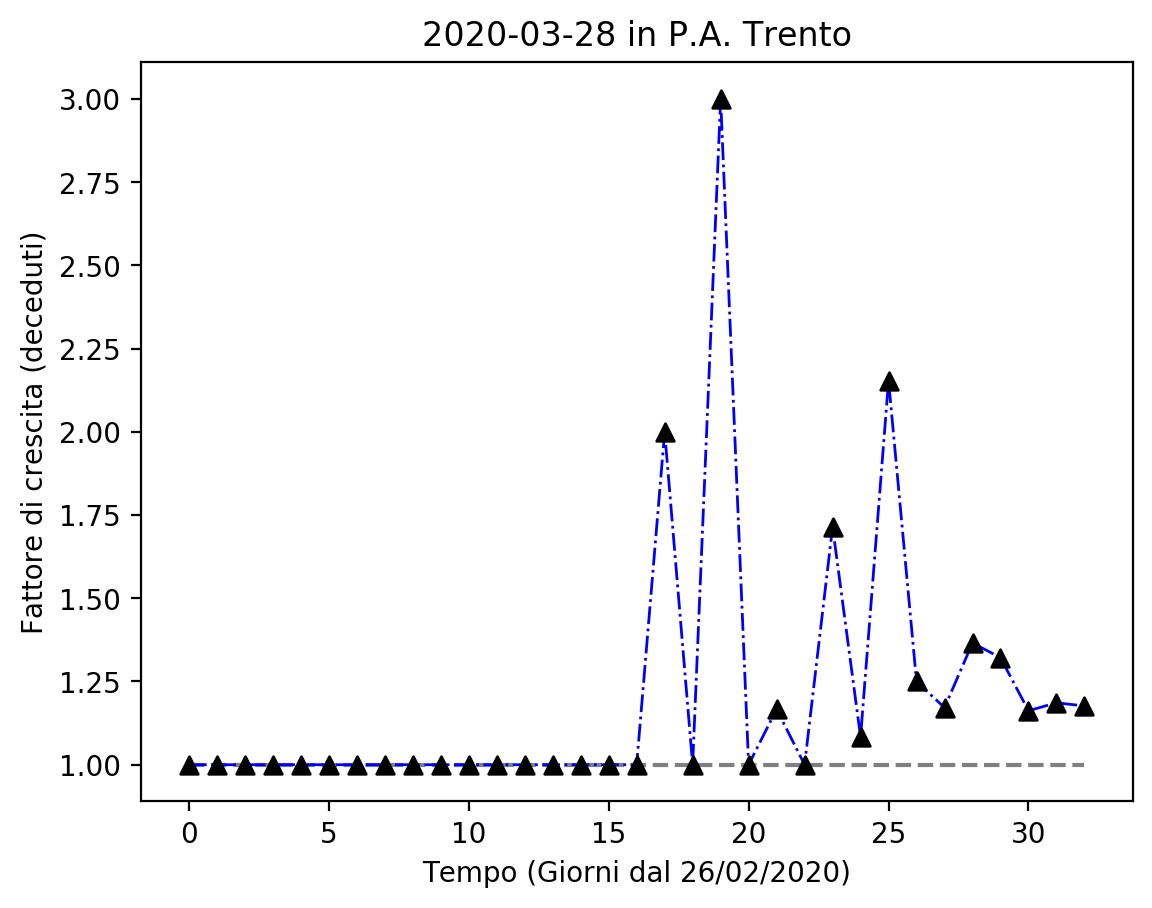 2020-03-28 in P.A. Trento
Fattore di crescita (deceduti)
3.00
2.75
2.50
2.25
2.00
1.75
1.50
1.25
1.00
0 5 10 15 20 25 30
Tempo (Giorni dal 26/02/2020)